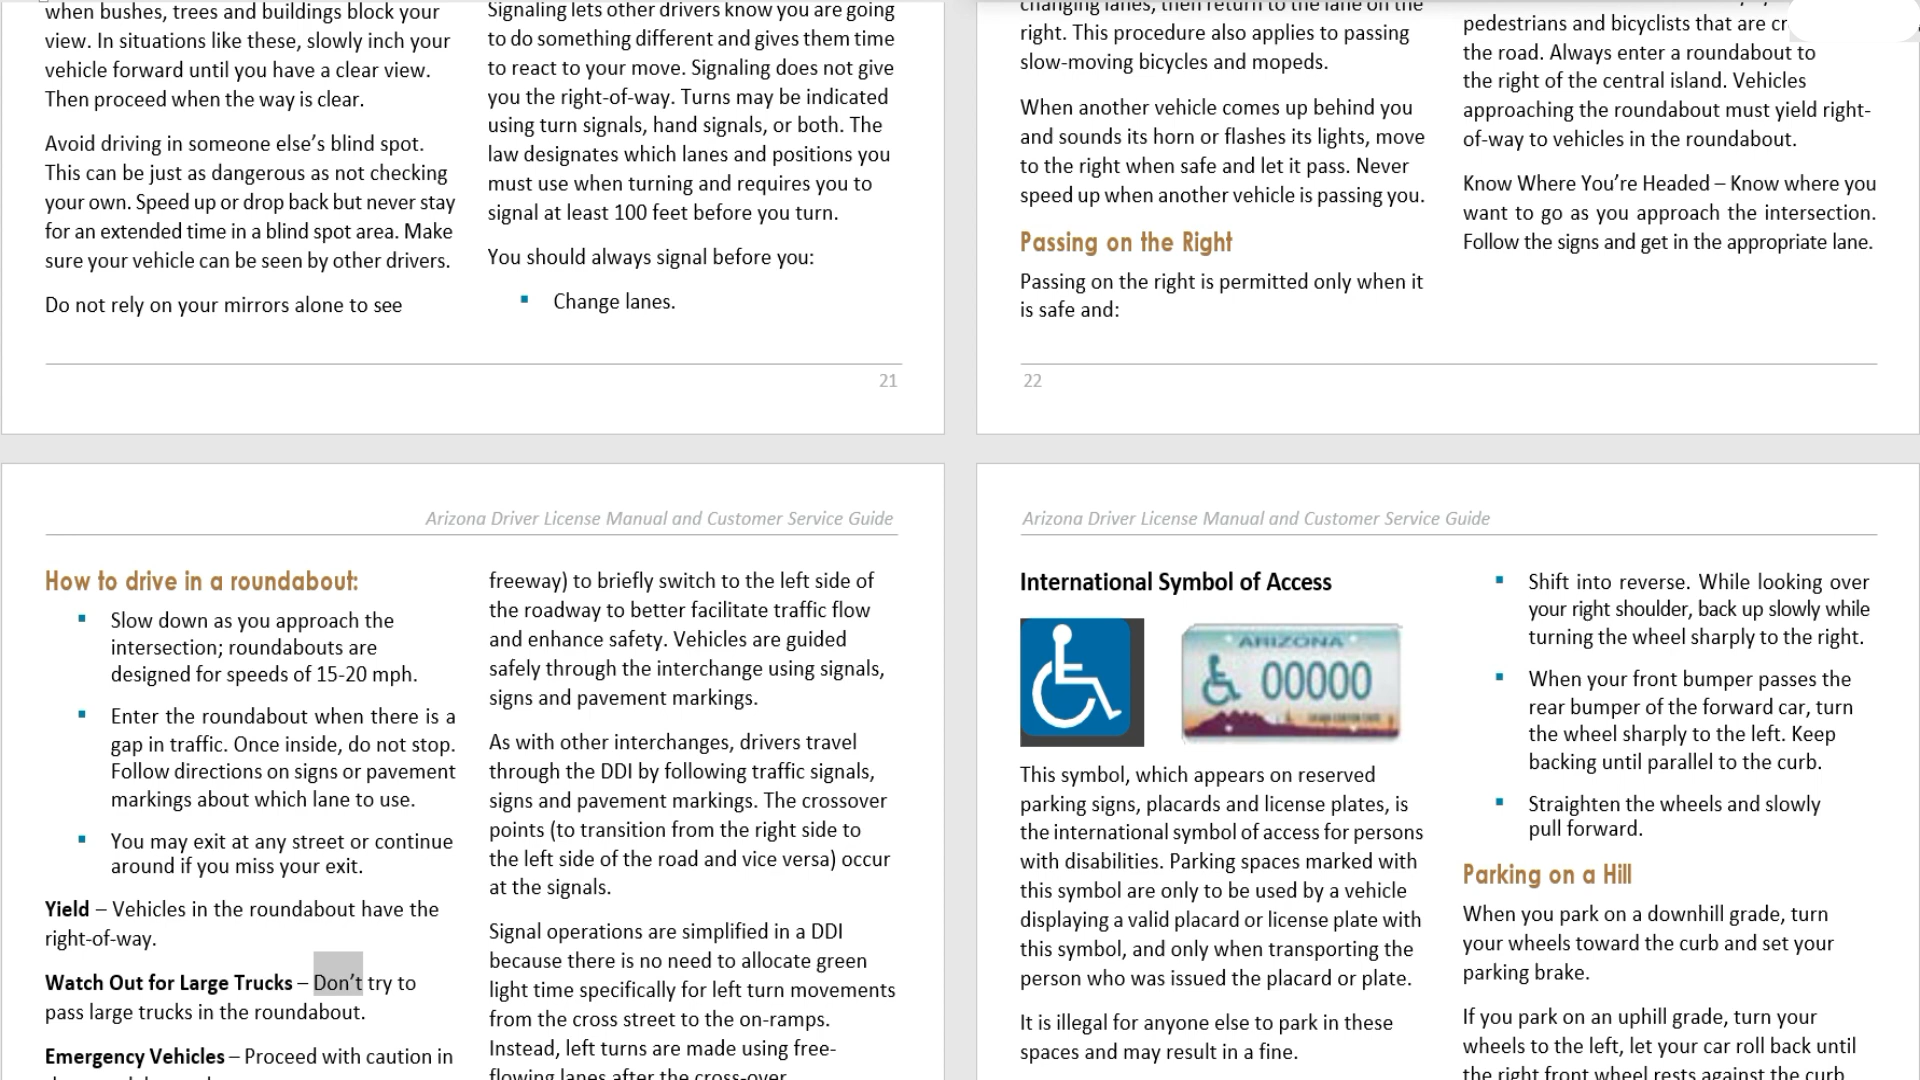 when bushes, trees and buildings block your
view. In situations like these, slowly inch your
vehicle forward until you have a clear view.
Then proceed when the way is clear.
Avoid driving in someone else’s blind spot.
This can be just as dangerous as not checking
your own. Speed up or drop back but never stay
for an extended time in a blind spot area. Make
sure your vehicle can be seen by other drivers.
Do not rely on your mirrors alone to see
Signaling lets other drivers know you are going
to do something different and gives them time
to react to your move. Signaling does not give
you the right-of-way. Turns may be indicated
using turn signals, hand signals, or both. The
law designates which lanes and positions you
must use when turning and requires you to
signal at least 100 feet before you turn.
You should always signal before you:
▪ Change lanes.
21
changing lanes, then return to the lane on the
right. This procedure also applies to passing
slow-moving bicycles and mopeds.
When another vehicle comes up behind you
and sounds its horn or flashes its lights, move
to the right when safe and let it pass. Never
speed up when another vehicle is passing you.
Passing on the Right
Passing on the right is permitted only when it
is safe and:
pedestrians and bicyclists that are
the road. Always enter a roundabout to
the right of the central island. Vehicles
approaching the roundabout must yield right-
of-way to vehicles in the roundabout.
Know Where You’re Headed – Know where you
want to go as you approach the intersection.
Follow the signs and get in the appropriate lane.
22
Arizona Driver License Manual and Customer Service Guide
How to drive in a roundabout:
▪ Slow down as you approach the
intersection; roundabouts are
designed for speeds of 15-20 mph.
▪ Enter the roundabout when there is a
gap in traffic. Once inside, do not stop.
Follow directions on signs or pavement
markings about which lane to use.
▪ You may exit at any street or continue
around if you miss your exit.
Yield – Vehicles in the roundabout have the
right-of-way.
Watch Out for Large Trucks – Don’t try to
pass large trucks in the roundabout.
Emergency Vehicles – Proceed with caution in
freeway) to briefly switch to the left side of
the roadway to better facilitate traffic flow
and enhance safety. Vehicles are guided
safely through the interchange using signals,
signs and pavement markings.
As with other interchanges, drivers travel
through the DDI by following traffic signals,
signs and pavement markings. The crossover
points (to transition from the right side to
the left side of the road and vice versa) occur
at the signals.
Signal operations are simplified in a DDI
because there is no need to allocate green
light time specifically for left turn movements
from the cross street to the on-ramps.
Instead, left turns are made using free-
flowing lanes after the cross-over
Arizona Driver License Manual and Customer Service Guide
International Symbol of Access
ARIZONA
00000
This symbol, which appears on reserved
parking signs, placards and license plates, is
the international symbol of access for persons
with disabilities. Parking spaces marked with
this symbol are only to be used by a vehicle
displaying a valid placard or license plate with
this symbol, and only when transporting the
person who was issued the placard or plate.
It is illegal for anyone else to park in these
spaces and may result in a fine.
▪ Shift into reverse. While looking over
your right shoulder, back up slowly while
turning the wheel sharply to the right.
▪ When your front bumper passes the
rear bumper of the forward car, turn
the wheel sharply to the left. Keep
backing until parallel to the curb.
▪ Straighten the wheels and slowly
pull forward.
Parking on a Hill
When you park on a downhill grade, turn
your wheels toward the curb and set your
parking brake.
If you park on an uphill grade, turn your
wheels to the left, let your car roll back until
the right front wheel rests against the curb